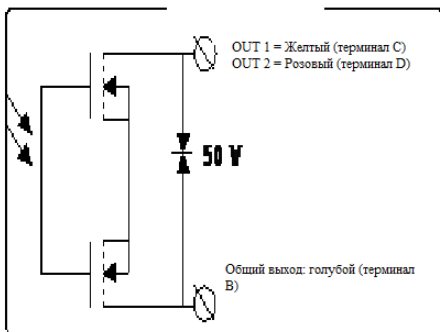 OUT 1 = Желтый (терминал C)
OUT 2 = Розовый (терминал D)
50 V
Общий выход: голубой (терминал
B)